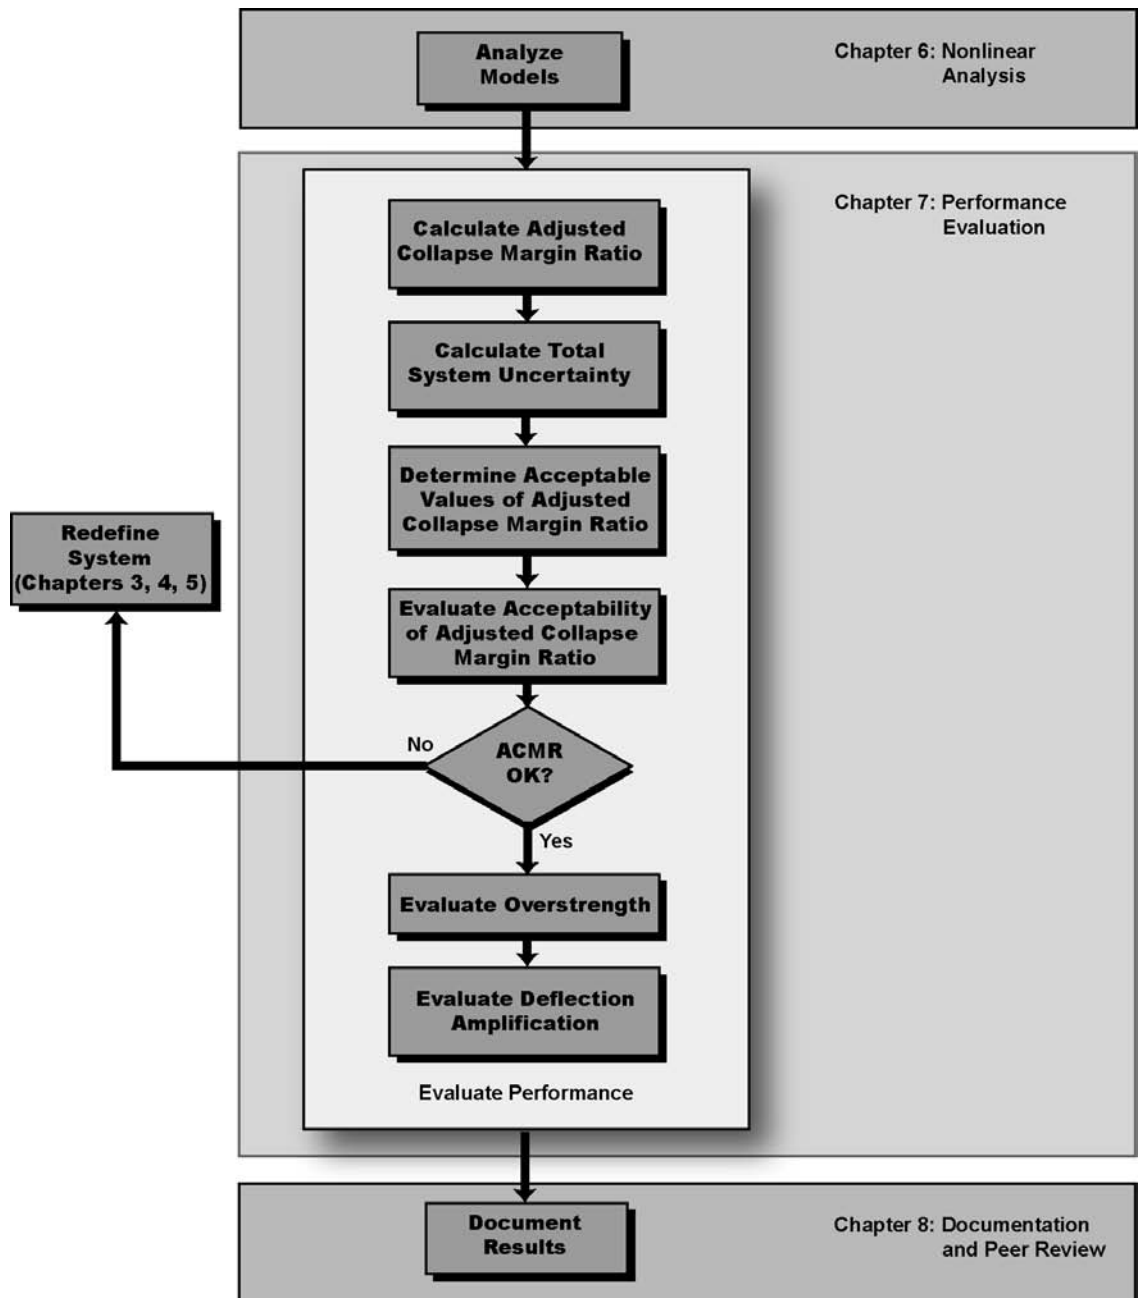 Analyze
Models
Chapter 6: Nonlinear
Analysis
Chapter 7: Performance
Evaluation
Calculate Adjusted
Collapse Margin Ratio
Calculate Total
System Uncertainty
Determine Acceptable
Values of Adjusted
Collapse Margin Ratio
Redefine
System
(Chapters 3, 4, 5)
Evaluate Acceptability
of Adjusted Collapse
Margin Ratio
No
ACMR
OK?
Yes
Evaluate Overstrength
Evaluate Deflection
Amplification
Evaluate Performance
Document
Results
Chapter 8: Documentation
and Peer Review